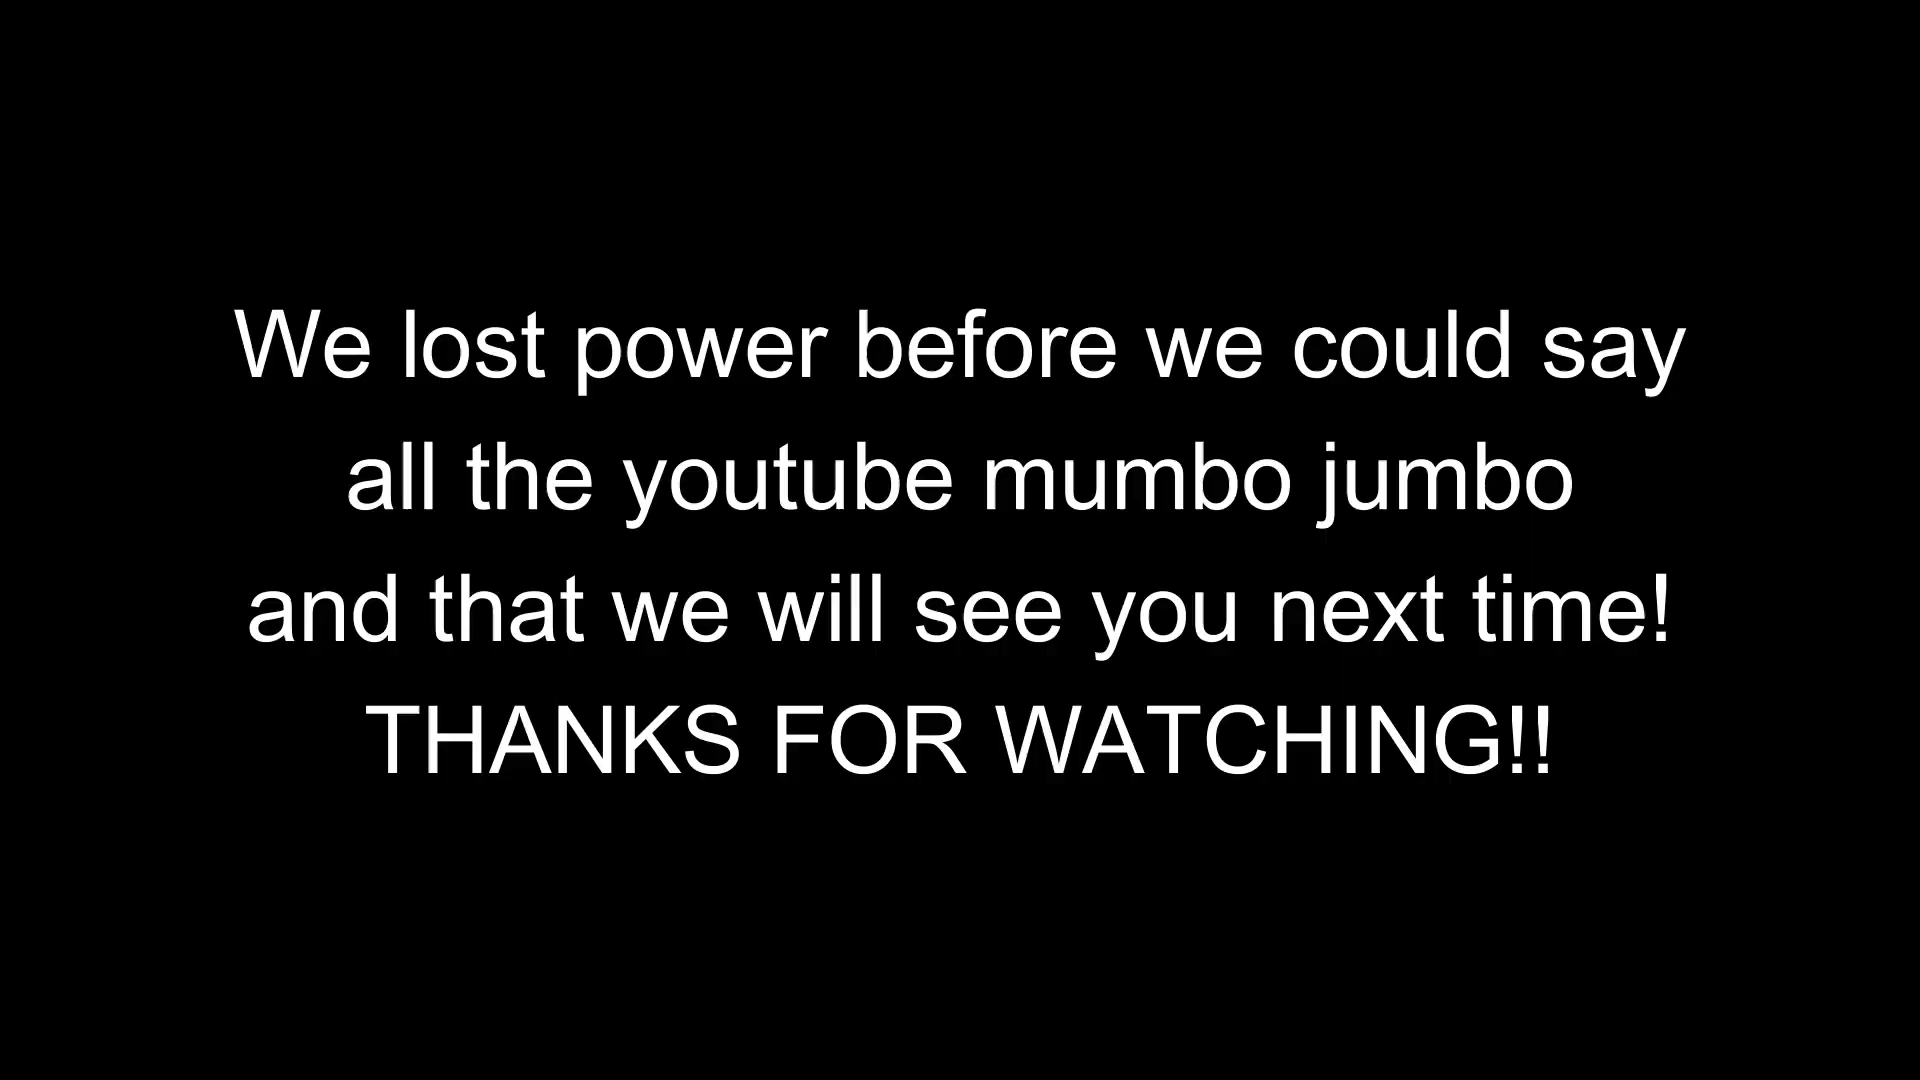 We lost power before we could say
all the youtube mumbo jumbo
and that we will see you next time!
THANKS FOR WATCHING!!